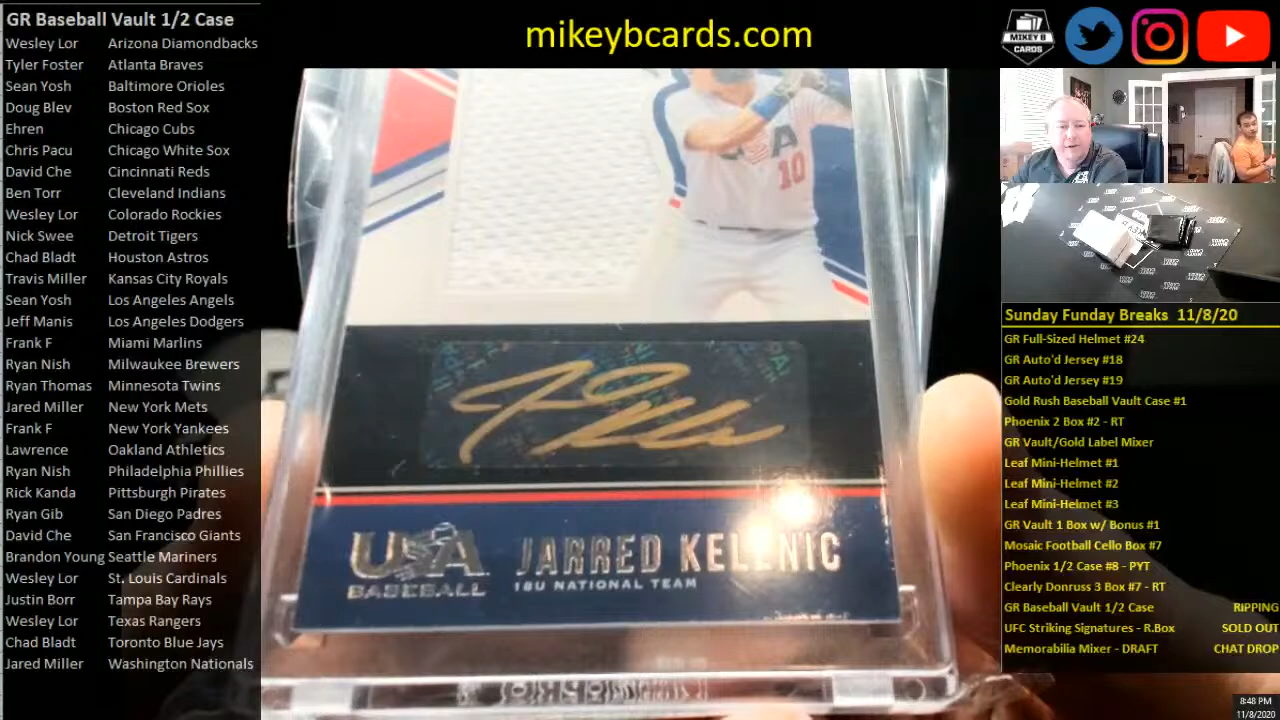 GR Baseball Vault 1/2 Case
Wesley Lor Arizona Diamondbacks
Tyler Foster Atlanta Braves
Sean Yosh Baltimore Orioles
Doug Blev Boston Red Sox
Ehren Chicago Cubs
Chris Pacu Chicago White Sox
David Che Cincinnati Reds
Ben Torr Cleveland Indians
Wesley Lor Colorado Rockies
Nick Swee Detroit Tigers
Chad Bladt Houston Astros
Travis Miller Kansas City Royals
Sean Yosh Los Angeles Angels
Jeff Manis Los Angeles Dodgers
Frank F Miami Marlins
Ryan Nish Milwaukee Brewers
Ryan Thomas Minnesota Twins
Jared Miller New York Mets
Frank F New York Yankees
Lawrence Oakland Athletics
Ryan Nish Philadelphia Phillies
Rick Kanda Pittsburgh Pirates
Ryan Gib San Diego Padres
David Che San Francisco Giants
Brandon Young Seattle Mariners
Wesley Lor St. Louis Cardinals
Justin Borr Tampa Bay Rays
Wesley Lor Texas Rangers
Chad Bladt Toronto Blue Jays
Jared Miller Washington Nationals
mikeybcards.com
MIKEY B
CARDS
10
USA
BASEBALL
JARRED KELENIC
18U NATIONAL TEAM
Sunday Funday Breaks 11/8/20
GR Full-Sized Helmet #24
GR Auto'd Jersey #18
GR Auto'd Jersey #19
Gold Rush Baseball Vault Case #1
Phoenix 2 Box #2 - RT
GR Vault/Gold Label Mixer
Leaf Mini-Helmet #1
Leaf Mini-Helmet #2
Leaf Mini-Helmet #3
GR Vault 1 Box w/ Bonus #1
Mosaic Football Cello Box #7
Phoenix 1/2 Case #8 - PYT
Clearly Donruss 3 Box #7 - RT
GR Baseball Vault 1/2 Case RIPPING
UFC Striking Signatures - R.Box SOLD OUT
Memorabilia Mixer - DRAFT CHAT DROP
8:48 PM
11/8/2020